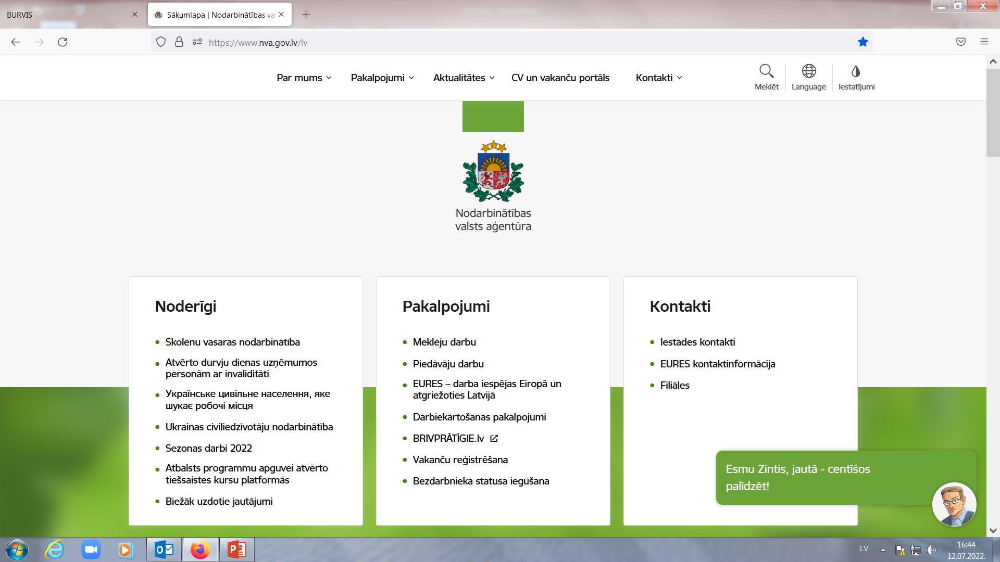 BURVIS
Sākumlapa | Nodarbinātības val
https://www.nva.gov.lv/lv
Par mums
Pakalpojumi
Aktualitātes
CV un vakanču portāls
Kontakti
Meklēt
Language
Iestatījumi
Nodarbinātības
valsts aģentūra
Noderīgi
Skolēnu vasaras nodarbinātība
Atvērto durvju dienas uzņēmumos
personām ar invaliditāti
Українське цивільне населення, яке
шукає робочі місця
Ukrainas civiliedzīvotāju nodarbinātība
Sezonas darbi 2022
Atbalsts programmu apguvei atvērto
tiešsaistes kursu platformās
Biežāk uzdotie jautājumi
Pakalpojumi
Meklēju darbu
Piedāvāju darbu
EURES – darba iespējas Eiropā un
atgriežoties Latvijā
Darbiekārtošanas pakalpojumi
BRIVPRĀTĪGIE.lv
Vakanču reģistrēšana
Bezdarbnieka statusa iegūšana
Kontakti
Iestādes kontakti
EURES kontaktinformācija
Filiāles
Esmu Zintis, jautā - centīšos
palīdzēt!
LV
16:44
12.07.2022.